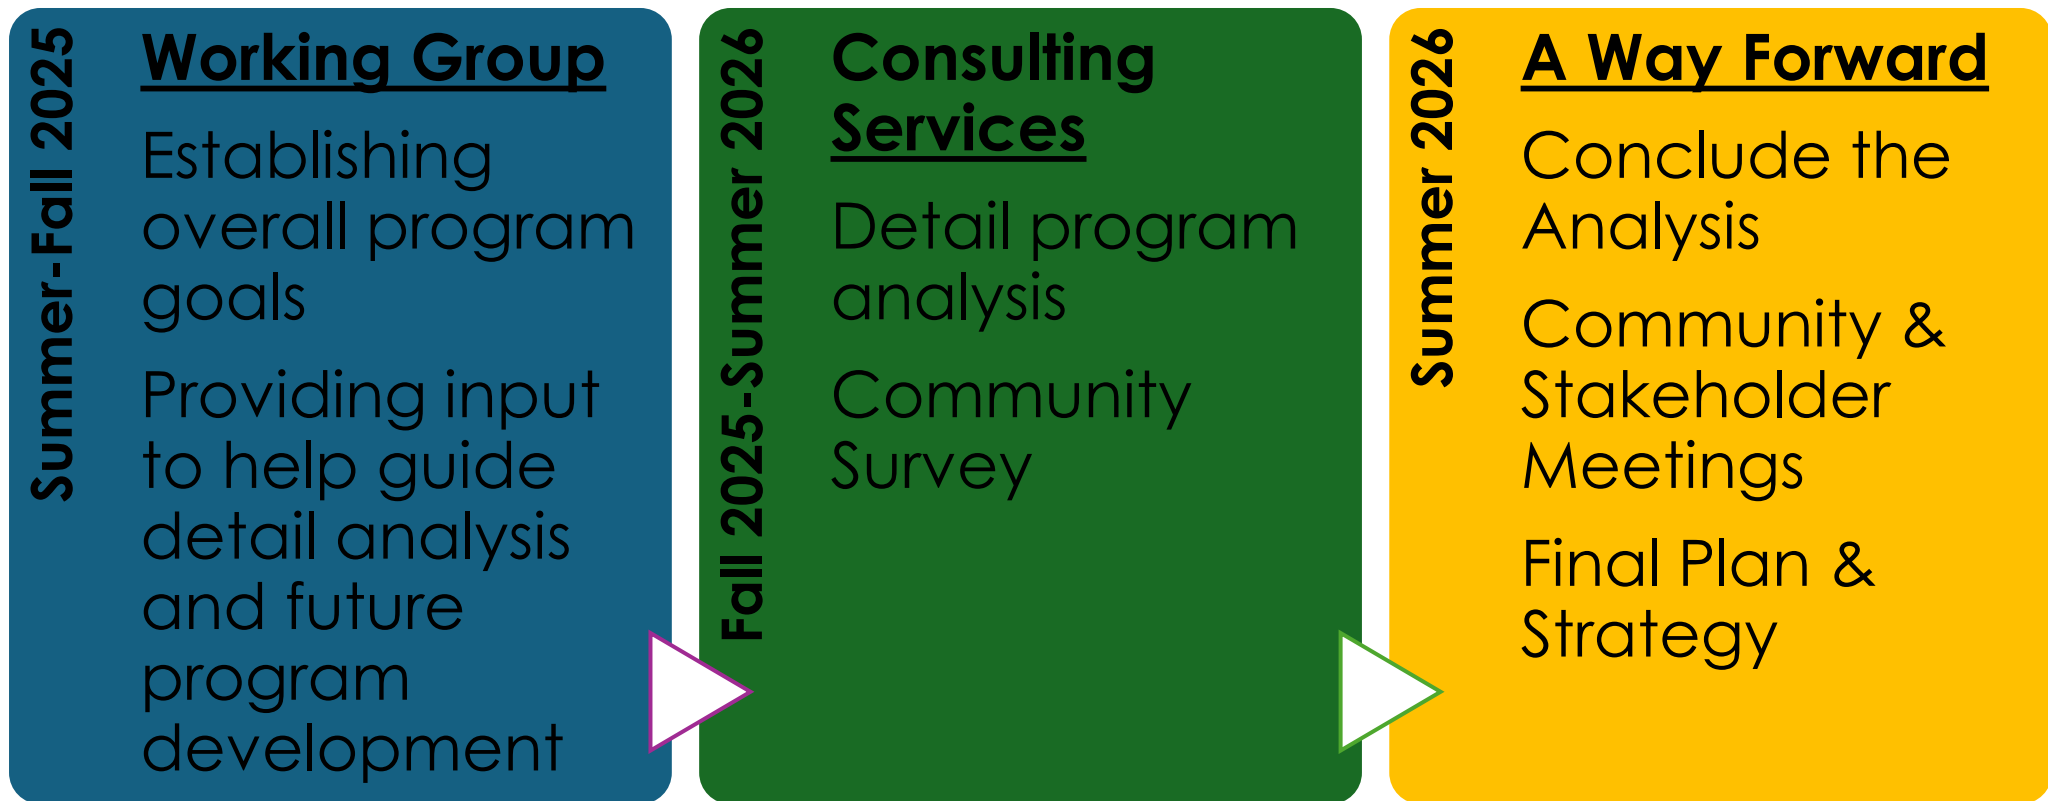 Summer-Fall 2025
Working Group
Establishing
overall program
goals
Providing input
to help guide
detail analysis
and future
program
development
Fall 2025-Summer 2026
Consulting
Services
Detail program
analysis
Community
Survey
Summer 2026
A Way Forward
Conclude the
Analysis
Community &
Stakeholder
Meetings
Final Plan &
Strategy